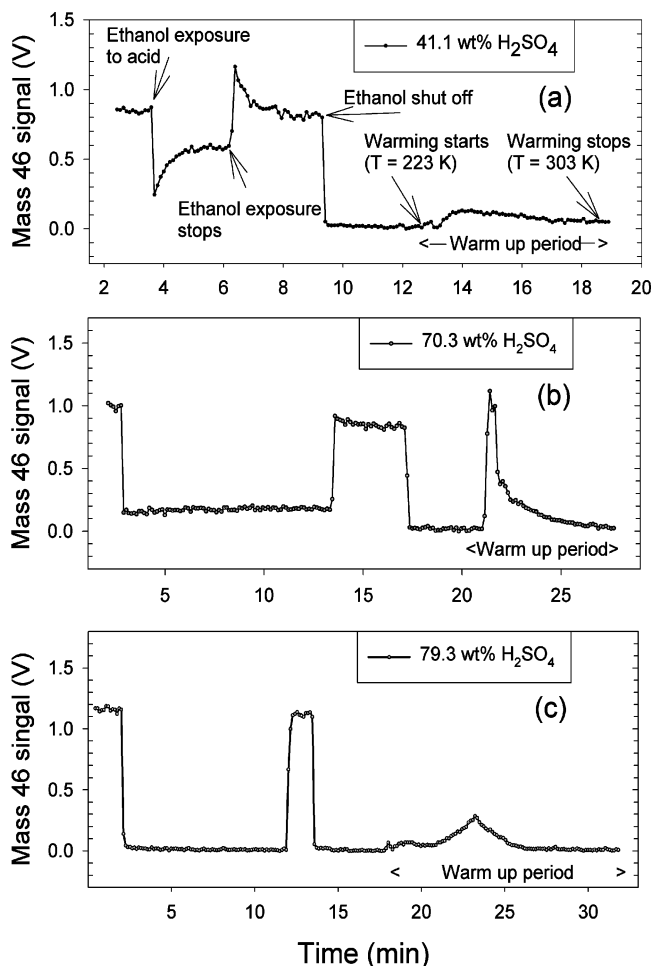 Ethanol exposure
to acid
41.1 wt% H₂SO₄
(a)
Ethanol shut off
Warming starts
(T = 223 K)
Warming stops
(T = 303 K)
Ethanol exposure
stops
<— Warm up period —>
Mass 46 signal (V)
1.5
1.0
0.5
0.0
2 4 6 8 10 12 14 16 18 20
70.3 wt% H₂SO₄
(b)
<Warm up period>
Mass 46 signal (V)
1.5
1.0
0.5
0.0
5 10 15 20 25
79.3 wt% H₂SO₄
(c)
< Warm up period >
Mass 46 singal (V)
1.5
1.0
0.5
0.0
5 10 15 20 25 30
Time (min)